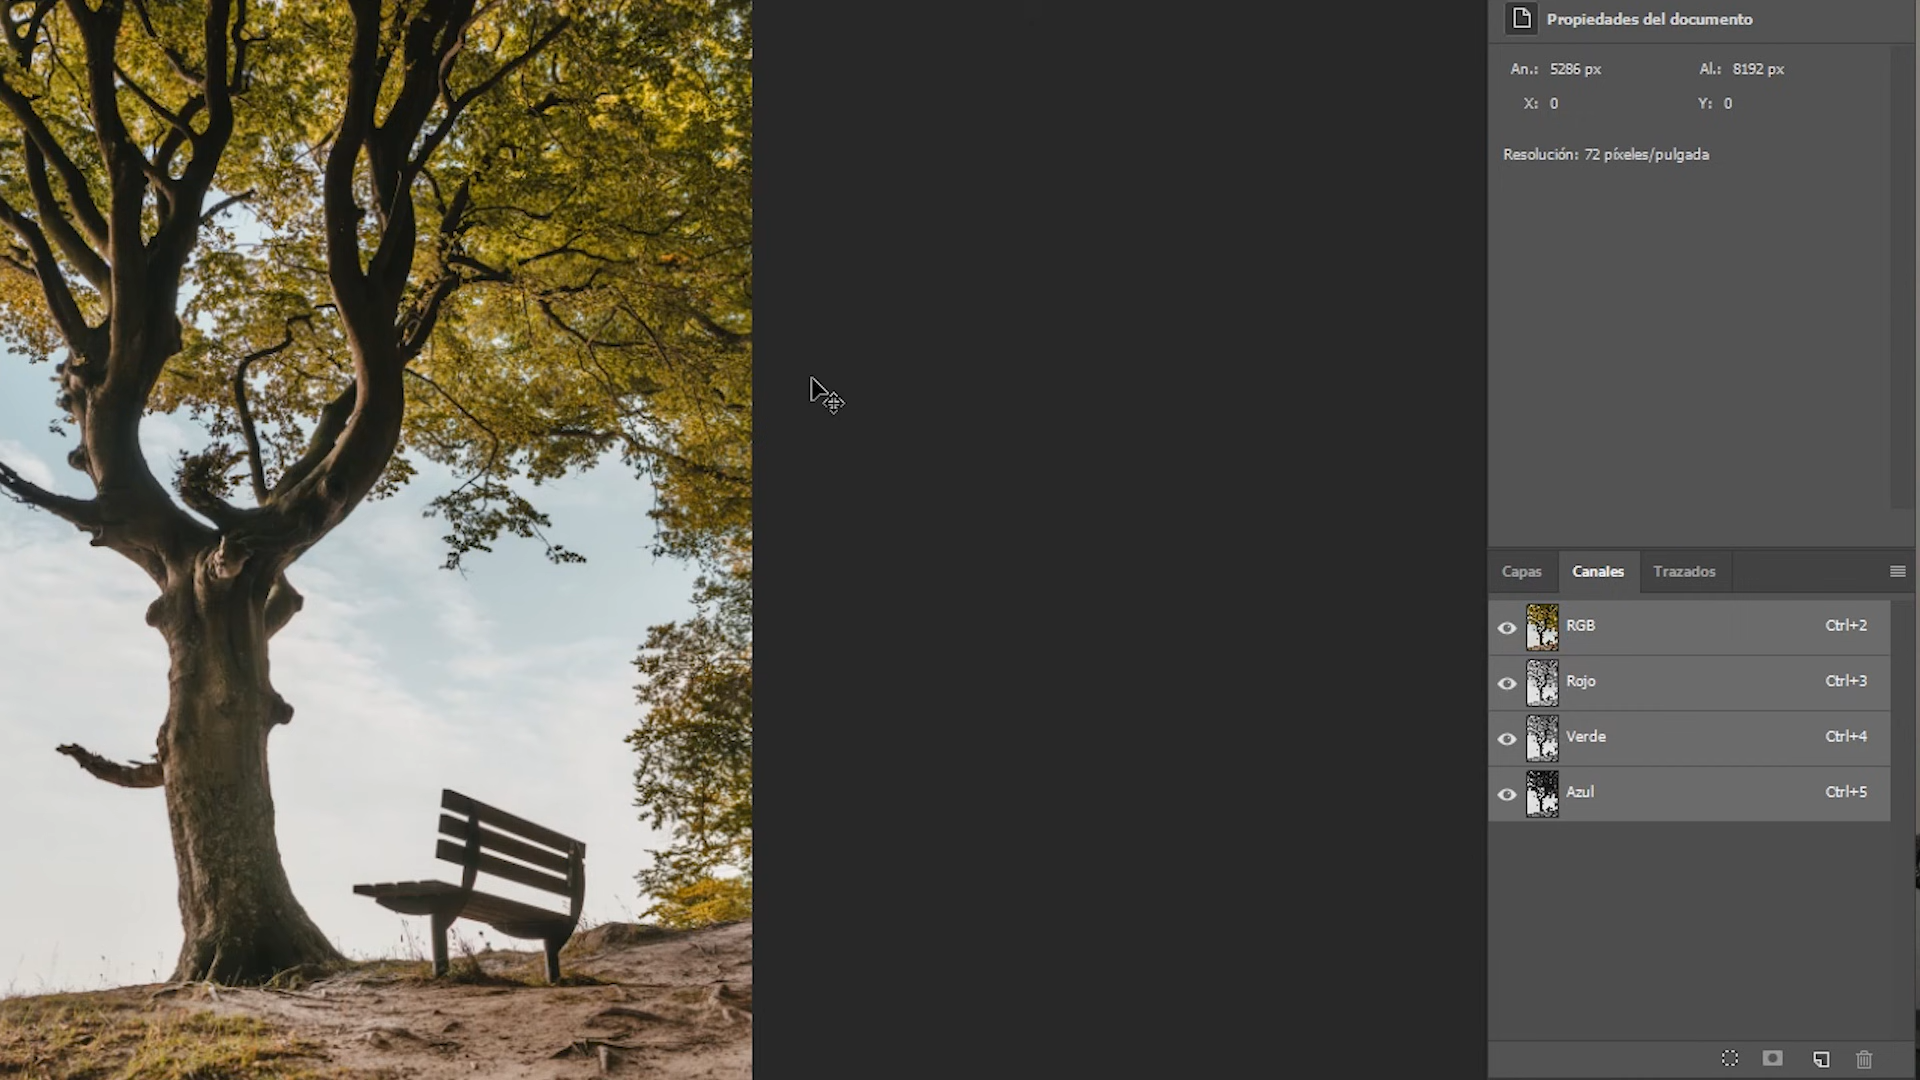 Propiedades del documento
An.: 5286 px Al.: 8192 px
X: 0 Y: 0
Resolución: 72 píxeles/pulgada
Capas Canales Trazados
RGB Ctrl+2
Rojo Ctrl+3
Verde Ctrl+4
Azul Ctrl+5